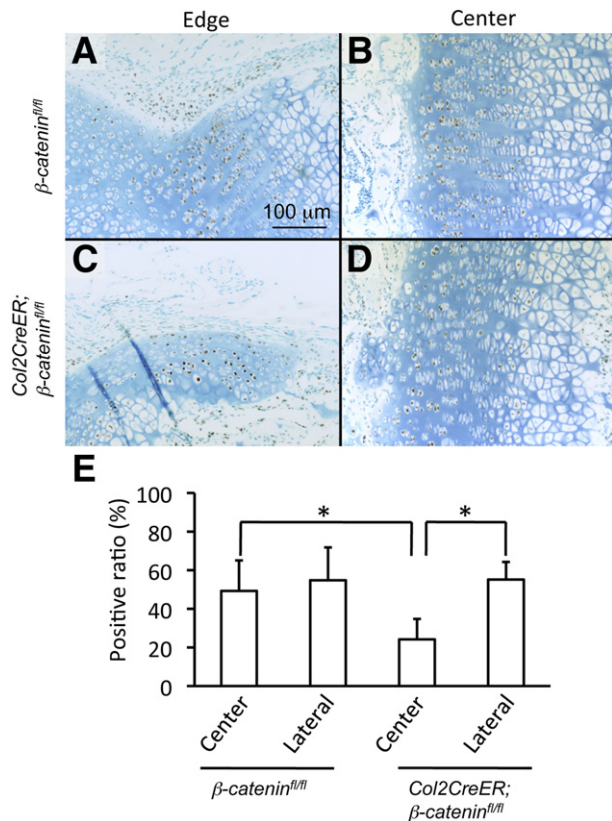 Edge Center
A B
β-catenin^fl/fl
100 µm
C D
Col2CreER;
β-catenin^fl/fl
E
Positive ratio (%)
100
80
60
40
20
0
* *
Center Lateral Center Lateral
β-catenin^fl/fl Col2CreER;
β-catenin^fl/fl